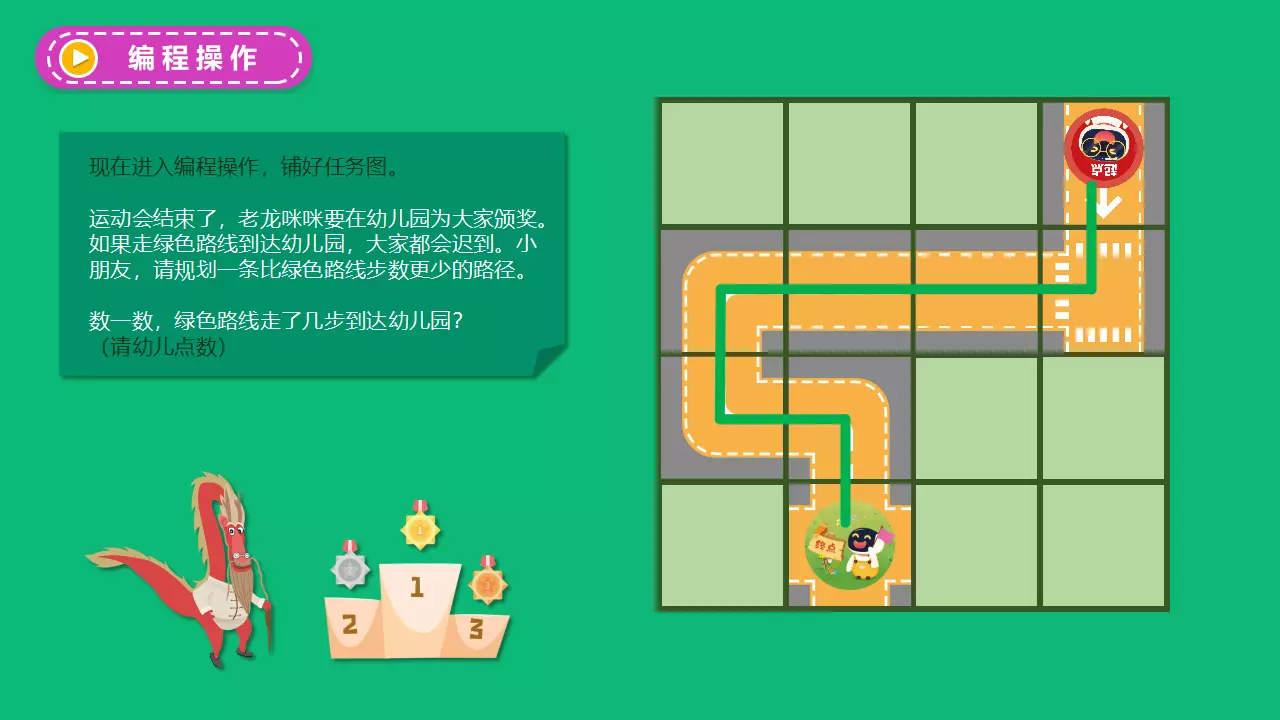 编程操作
现在进入编程操作，铺好任务图。
运动会结束了，老龙咪咪要在幼儿园为大家颁奖。
如果走绿色路线到达幼儿园，大家都会迟到。小
朋友，请规划一条比绿色路线步数更少的路径。
数一数，绿色路线走了几步到达幼儿园？
（请幼儿点数）
起点
终点
1
2
3